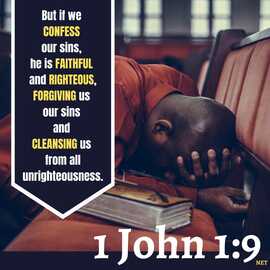 But if we
CONFESS
our sins,
he is FAITHFUL
and RIGHTEOUS,
FORGIVING us
our sins
and
CLEANSING us
from all
unrighteousness.
1 John 1:9
NET